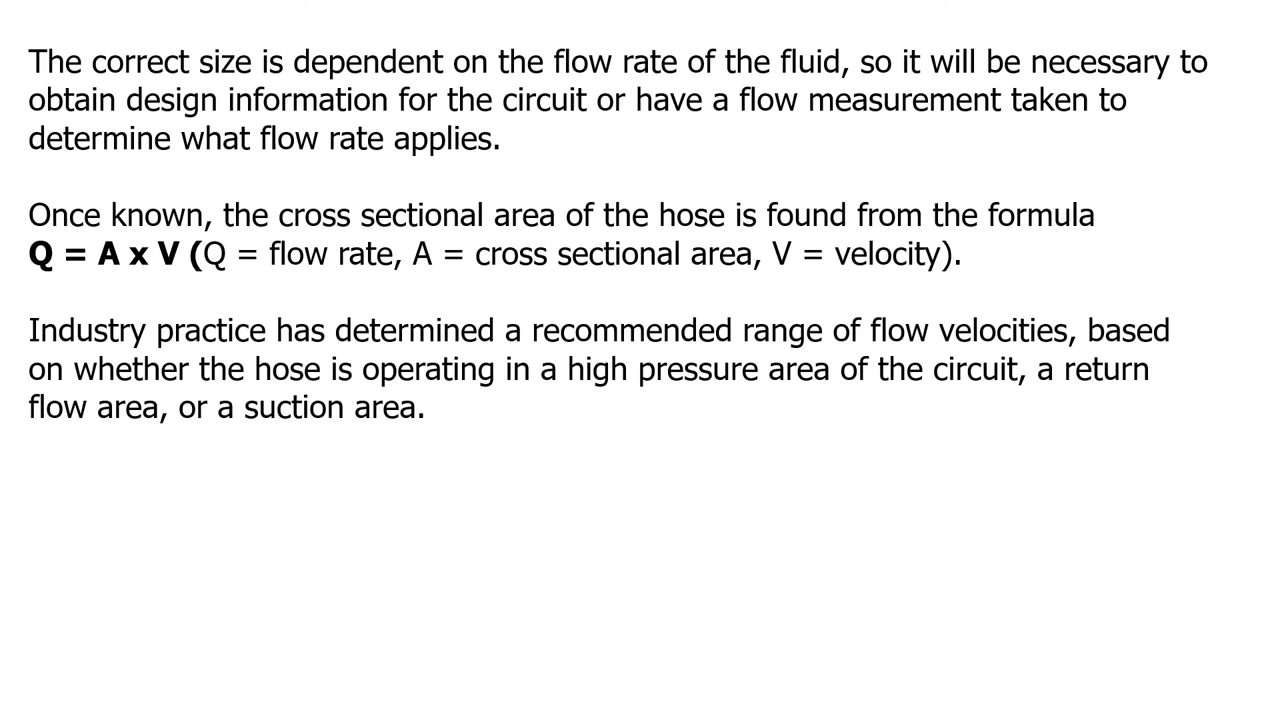 The correct size is dependent on the flow rate of the fluid, so it will be necessary to
obtain design information for the circuit or have a flow measurement taken to
determine what flow rate applies.
Once known, the cross sectional area of the hose is found from the formula
Q = A x V (Q = flow rate, A = cross sectional area, V = velocity).
Industry practice has determined a recommended range of flow velocities, based
on whether the hose is operating in a high pressure area of the circuit, a return
flow area, or a suction area.